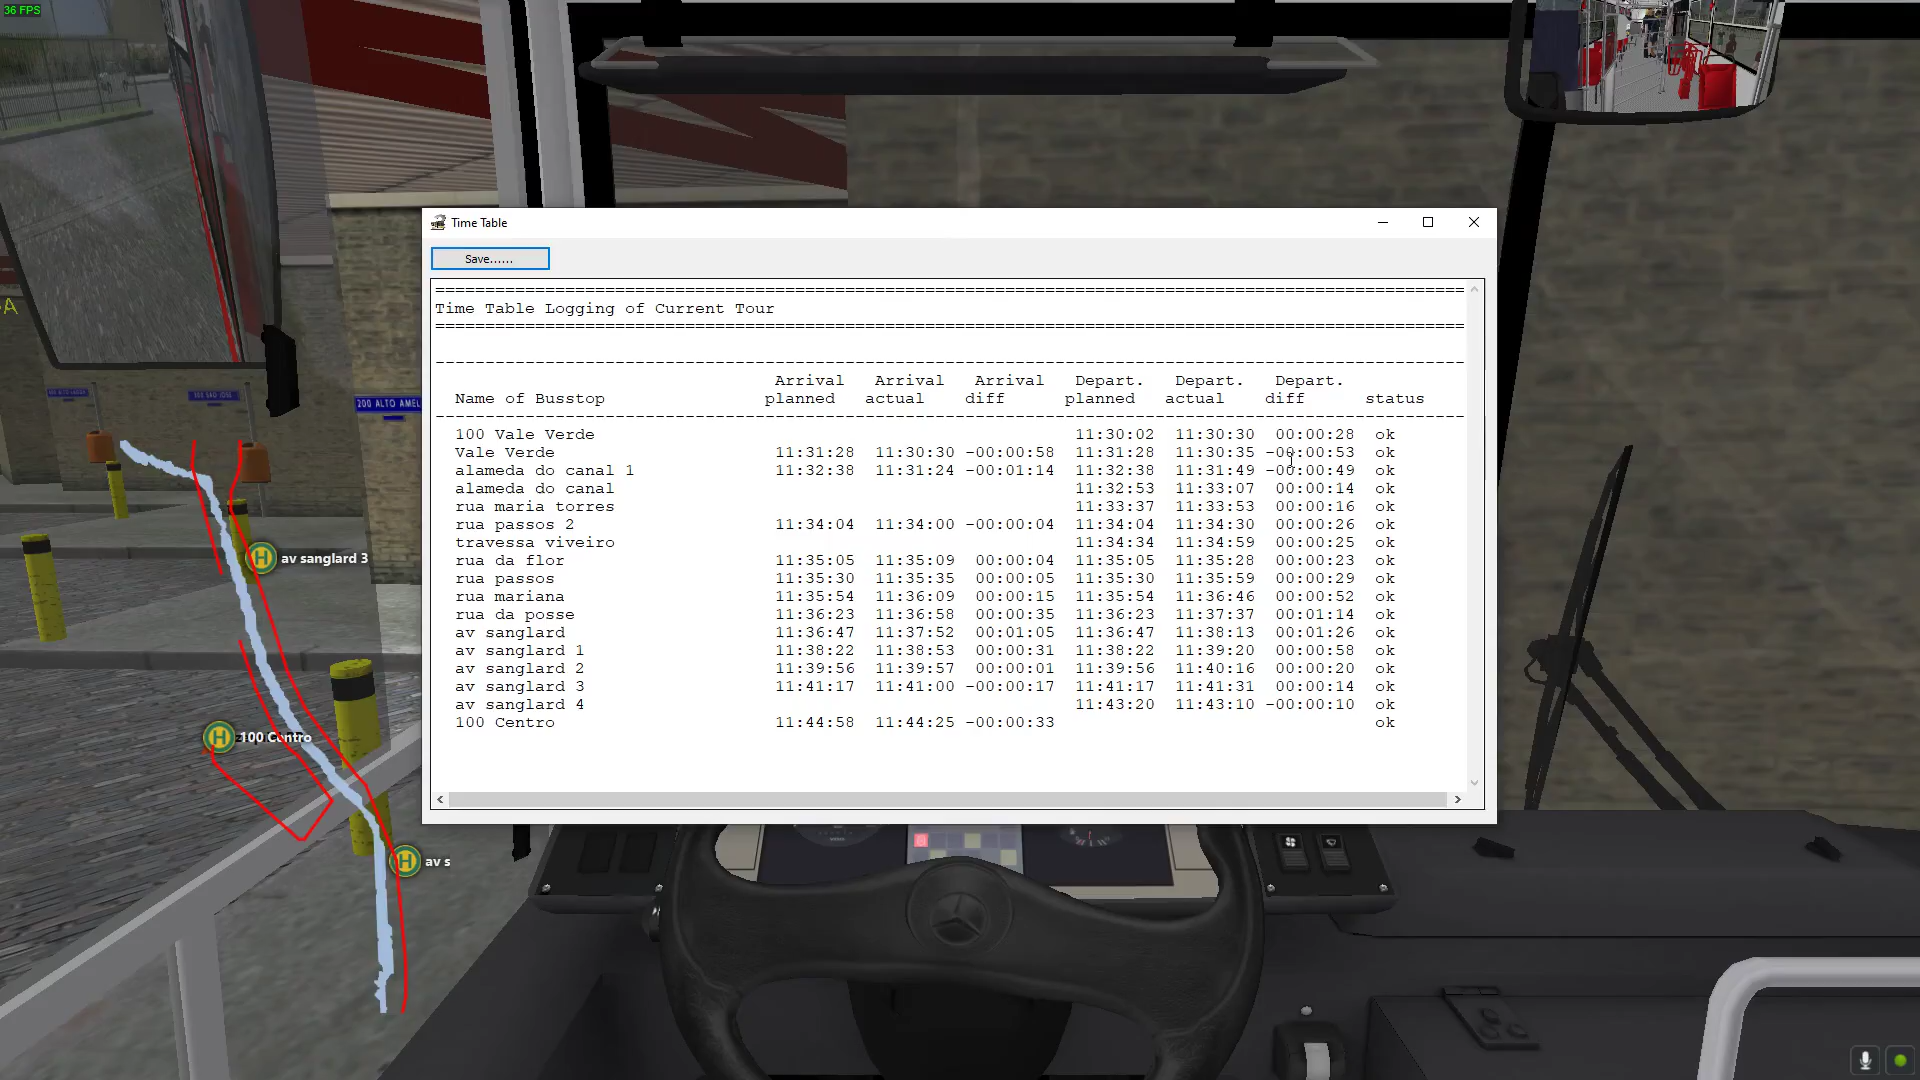 36 FPS
Time Table
Save......
================================================================
Time Table Logging of Current Tour
================================================================
Arrival Arrival Arrival Depart. Depart. Depart.
Name of Busstop planned actual diff planned actual diff status
100 Vale Verde 11:30:02 11:30:30 00:00:28 ok
Vale Verde 11:31:28 11:30:30 -00:00:58 11:31:28 11:30:35 -00:00:53 ok
alameda do canal 1 11:32:38 11:31:24 -00:01:14 11:32:38 11:31:49 -00:00:49 ok
alameda do canal 11:32:53 11:33:07 00:00:14 ok
rua maria torres 11:33:37 11:33:53 00:00:16 ok
rua passos 2 11:34:04 11:34:00 -00:00:04 11:34:04 11:34:30 00:00:26 ok
travessa viveiro 11:34:34 11:34:59 00:00:25 ok
rua da flor 11:35:05 11:35:09 00:00:04 11:35:05 11:35:28 00:00:23 ok
rua passos 11:35:30 11:35:35 00:00:05 11:35:30 11:35:59 00:00:29 ok
rua mariana 11:35:54 11:36:09 00:00:15 11:35:54 11:36:46 00:00:52 ok
rua da posse 11:36:23 11:36:58 00:00:35 11:36:23 11:37:37 00:01:14 ok
av sanglard 11:36:47 11:37:52 00:01:05 11:36:47 11:38:13 00:01:26 ok
av sanglard 1 11:38:22 11:38:53 00:00:31 11:38:22 11:39:20 00:00:58 ok
av sanglard 2 11:39:56 11:39:57 00:00:01 11:39:56 11:40:16 00:00:20 ok
av sanglard 3 11:41:17 11:41:00 -00:00:17 11:41:17 11:41:31 00:00:14 ok
av sanglard 4 11:43:20 11:43:10 -00:00:10 ok
100 Centro 11:44:58 11:44:25 -00:00:33 ok
A
200 ALTO AMEL
H av sanglard 3
H 100 Centro
H av s